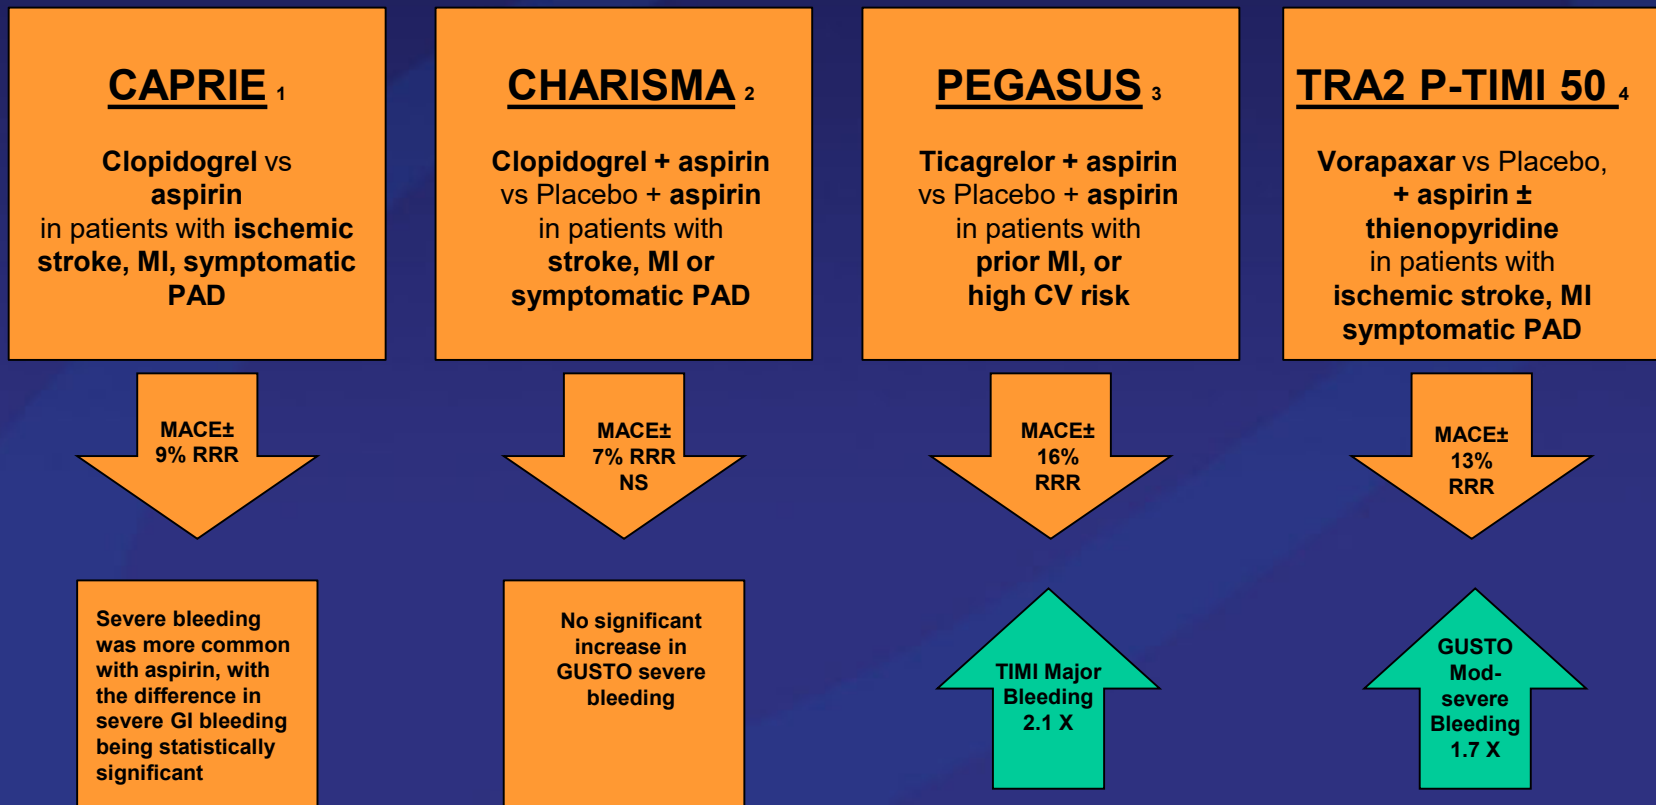 CAPRIE 1
Clopidogrel vs
aspirin
in patients with ischemic
stroke, MI, symptomatic
PAD
CHARISMA 2
Clopidogrel + aspirin
vs Placebo + aspirin
in patients with
stroke, MI or
symptomatic PAD
PEGASUS 3
Ticagrelor + aspirin
vs Placebo + aspirin
in patients with
prior MI, or
high CV risk
TRA2 P-TIMI 50 4
Vorapaxar vs Placebo,
+ aspirin ±
thienopyridine
in patients with
ischemic stroke, MI
symptomatic PAD
MACE±
9% RRR
MACE±
7% RRR
NS
MACE±
16%
RRR
MACE±
13%
RRR
Severe bleeding
was more common
with aspirin, with
the difference in
severe GI bleeding
being statistically
significant
No significant
increase in
GUSTO severe
bleeding
TIMI Major
Bleeding
2.1 X
GUSTO
Mod-
severe
Bleeding
1.7 X